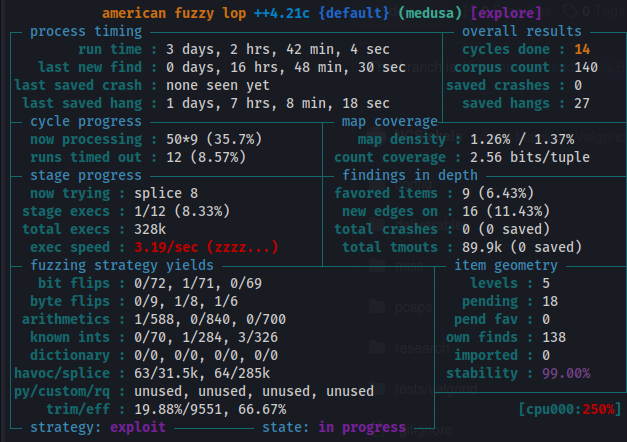 american fuzzy lop ++4.21c {default} (medusa) [explore]
process timing overall results
run time : 3 days, 2 hrs, 42 min, 4 sec cycles done : 14
last new find : 0 days, 16 hrs, 48 min, 30 sec corpus count : 140
last saved crash : none seen yet saved crashes : 0
last saved hang : 1 days, 7 hrs, 8 min, 18 sec saved hangs : 27
cycle progress map coverage
now processing : 50*9 (35.7%) map density : 1.26% / 1.37%
runs timed out : 12 (8.57%) count coverage : 2.56 bits/tuple
stage progress findings in depth
now trying : splice 8 favored items : 9 (6.43%)
stage execs : 1/12 (8.33%) new edges on : 16 (11.43%)
total execs : 328k total crashes : 0 (0 saved)
exec speed : 3.19/sec (zzzz...) total tmouts : 89.9k (0 saved)
fuzzing strategy yields item geometry
bit flips : 0/72, 1/71, 0/69 levels : 5
byte flips : 0/9, 1/8, 1/6 pending : 18
arithmetics : 1/588, 0/840, 0/700 pend fav : 0
known ints : 0/70, 1/284, 3/326 own finds : 138
dictionary : 0/0, 0/0, 0/0, 0/0 imported : 0
havoc/splice : 63/31.5k, 64/285k stability : 99.00%
py/custom/rq : unused, unused, unused, unused
trim/eff : 19.88%/9551, 66.67% [cpu000:250%]
strategy: exploit state: in progress
pcaps
research
tests/valgrind
.gitignore